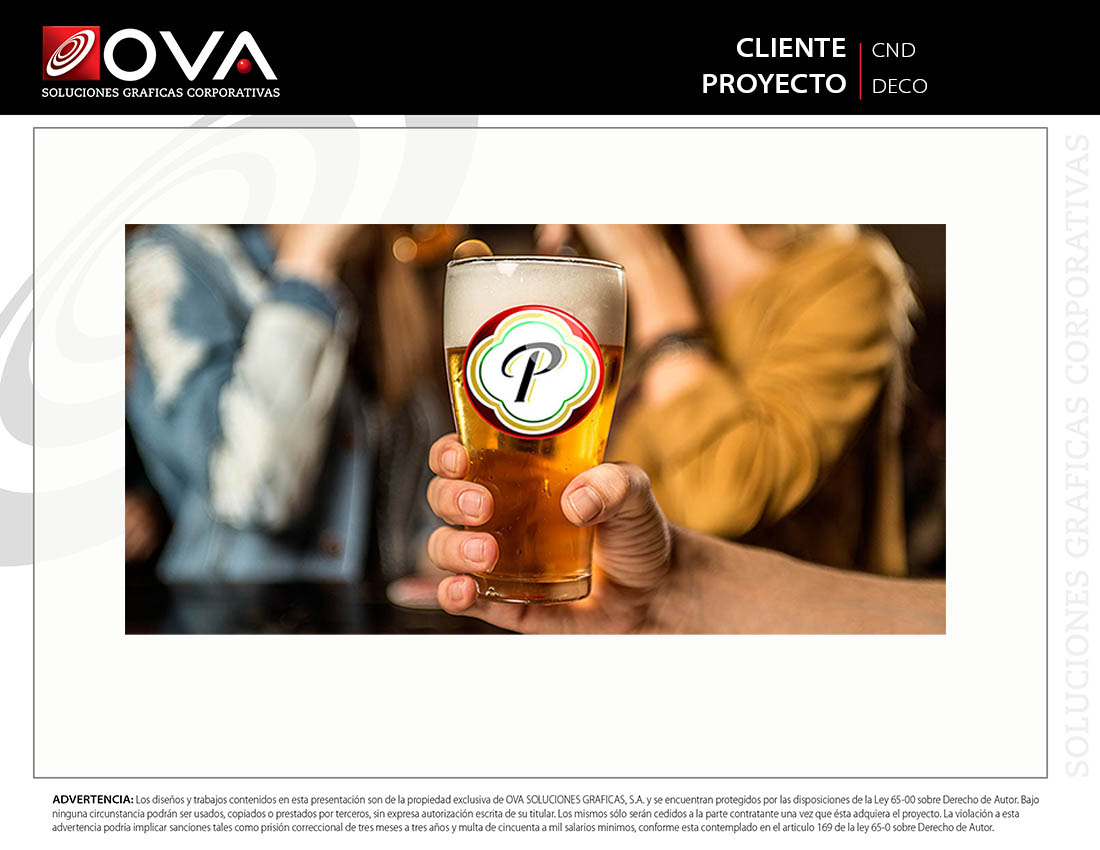 OVA
SOLUCIONES GRAFICAS CORPORATIVAS
CLIENTE CND
PROYECTO DECO
P
SOLUCIONES GRAFICAS CORPORATIVAS
ADVERTENCIA: Los diseños y trabajos contenidos en esta presentación son de la propiedad exclusiva de OVA SOLUCIONES GRAFICAS, S.A. y se encuentran protegidos por las disposiciones de la Ley 65-00 sobre Derecho de Autor. Bajo
ninguna circunstancia podrán ser usados, copiados o prestados por terceros, sin expresa autorización escrita de su titular. Los mismos sólo serán cedidos a la parte contratante una vez que ésta adquiera el proyecto. La violación a esta
advertencia podria implicar sanciones tales como prisión correccional de tres meses a tres años y multa de cincuenta a mil salarios minimos, conforme esta contemplado en el articulo 169 de la ley 65-0 sobre Derecho de Autor.